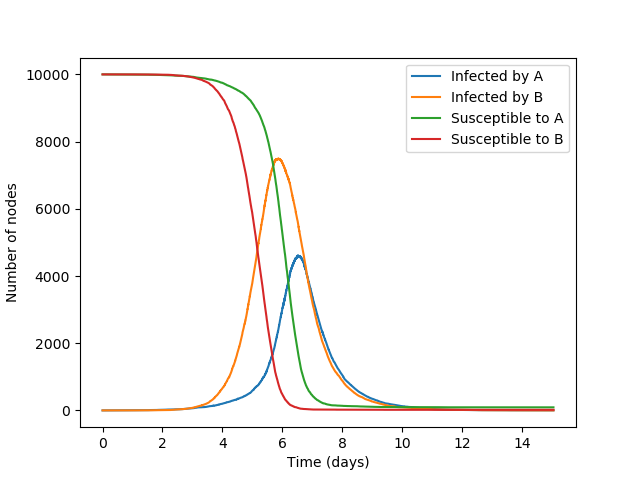 Infected by A
Infected by B
Susceptible to A
Susceptible to B
10000
8000
6000
4000
2000
0
Number of nodes
0 2 4 6 8 10 12 14
Time (days)